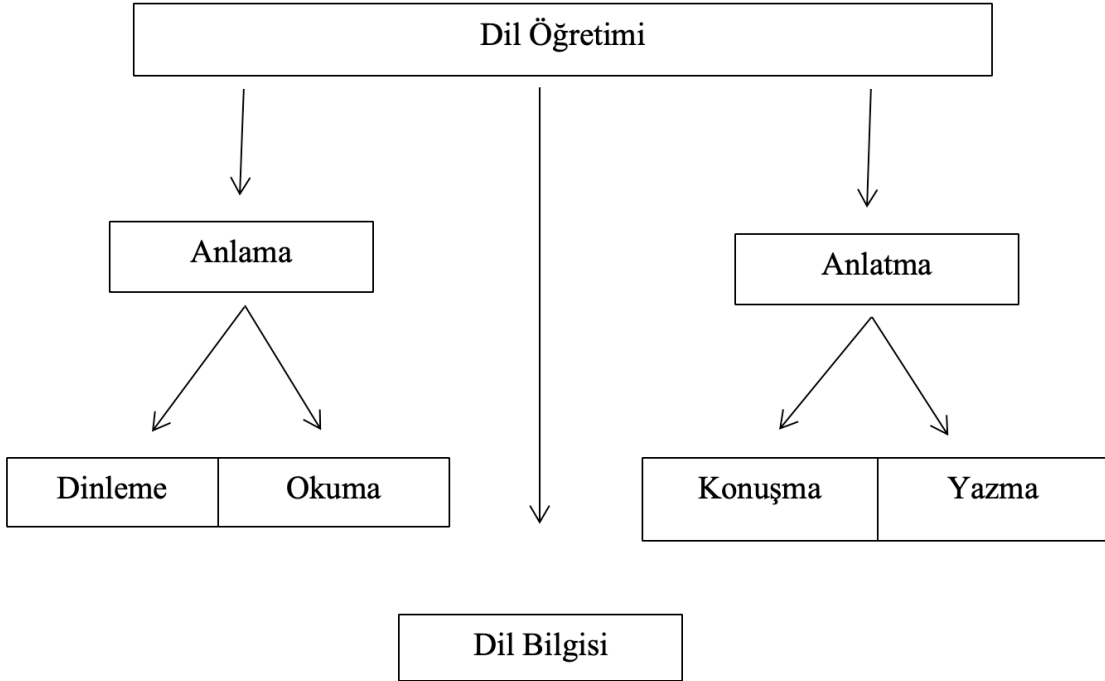 Dil Öğretimi
Anlama
Anlatma
Dinleme
Okuma
Konuşma
Yazma
Dil Bilgisi